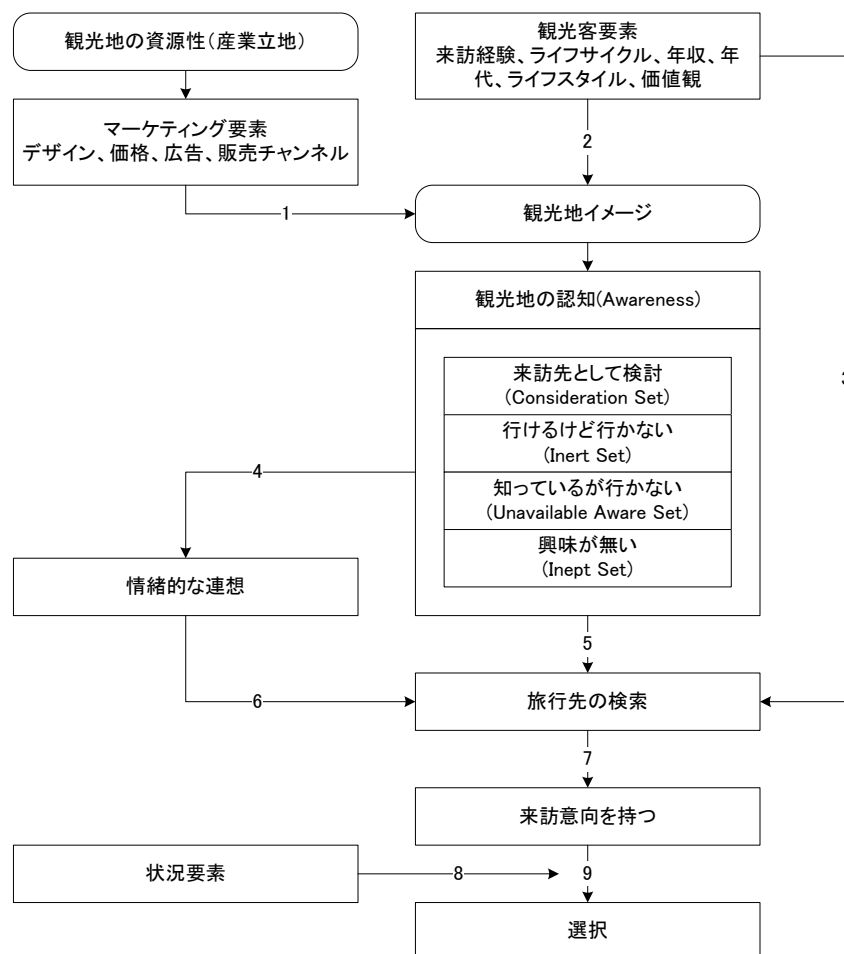 観光地の資源性(産業立地)
観光客要素
来訪経験、ライフサイクル、年収、年
代、ライフスタイル、価値観
マーケティング要素
デザイン、価格、広告、販売チャンネル
2
1
観光地イメージ
観光地の認知(Awareness)
3
来訪先として検討
(Consideration Set)
行けるけど行かない
(Inert Set)
4
知っているが行かない
(Unavailable Aware Set)
興味が無い
(Inept Set)
情緒的な連想
5
6
旅行先の検索
7
来訪意向を持つ
状況要素
8
9
選択